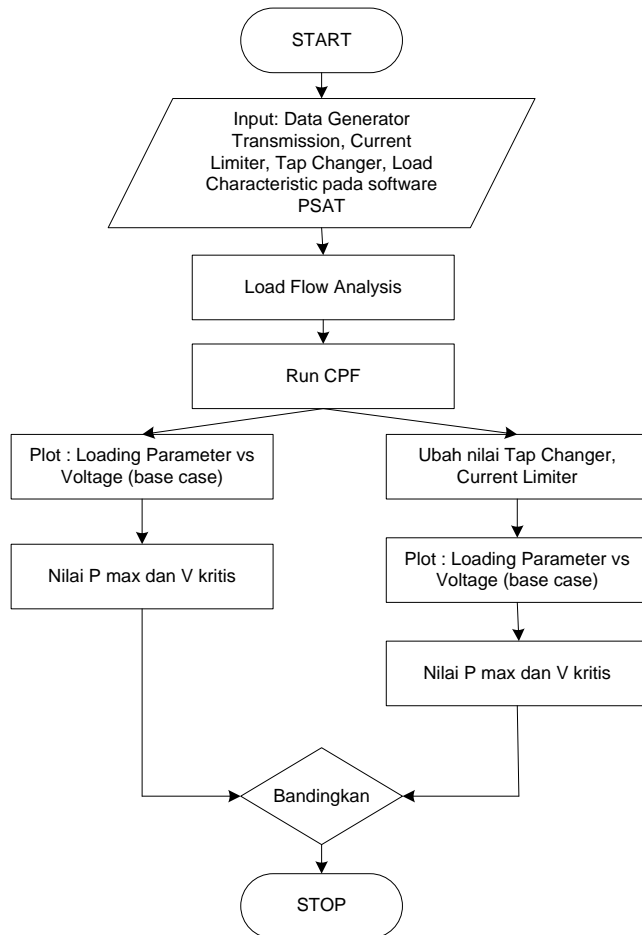 START
Input: Data Generator
Transmission, Current
Limiter, Tap Changer, Load
Characteristic pada software
PSAT
Load Flow Analysis
Run CPF
Plot : Loading Parameter vs
Voltage (base case)
Nilai P max dan V kritis
Ubah nilai Tap Changer,
Current Limiter
Plot : Loading Parameter vs
Voltage (base case)
Nilai P max dan V kritis
Bandingkan
STOP